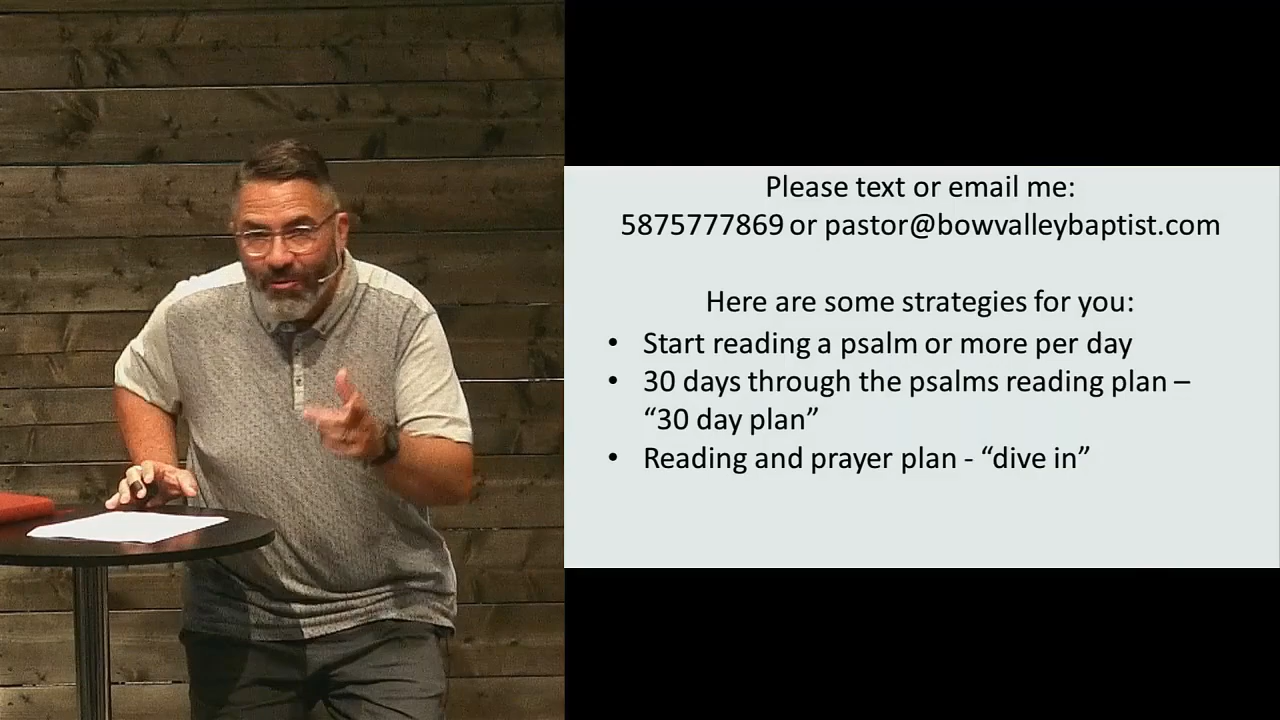 Please text or email me:
5875777869 or pastor@bowvalleybaptist.com
Here are some strategies for you:
• Start reading a psalm or more per day
• 30 days through the psalms reading plan –
“30 day plan”
• Reading and prayer plan - “dive in”